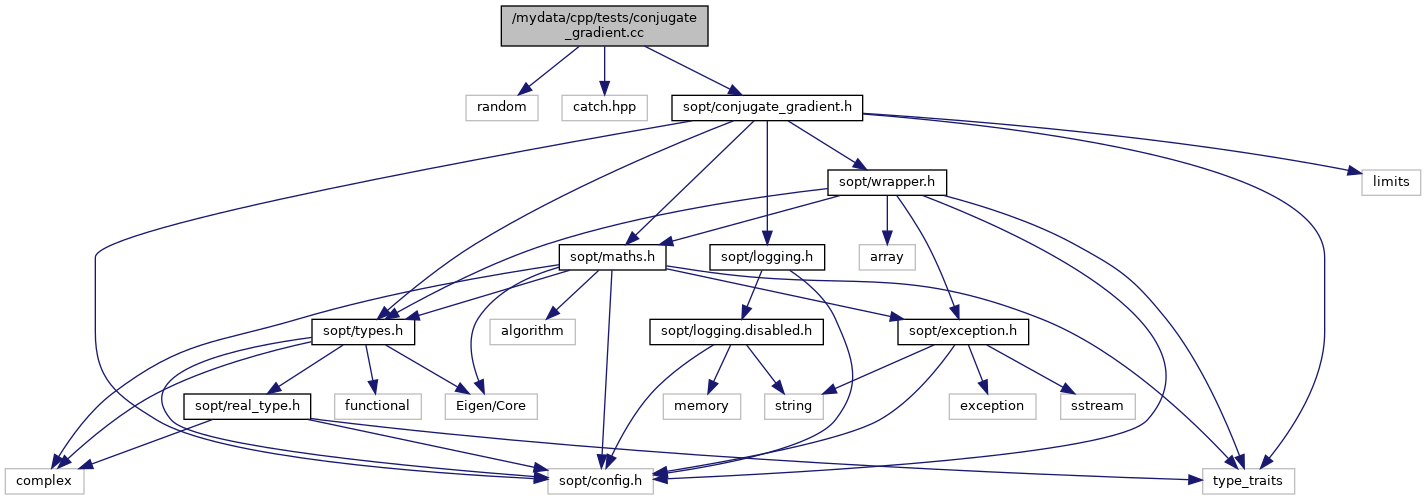 /mydata/cpp/tests/conjugate
_gradient.cc
random
catch.hpp
sopt/conjugate_gradient.h
sopt/wrapper.h
limits
sopt/maths.h
sopt/logging.h
array
sopt/types.h
algorithm
sopt/logging.disabled.h
sopt/exception.h
sopt/real_type.h
functional
Eigen/Core
memory
string
exception
sstream
complex
sopt/config.h
type_traits